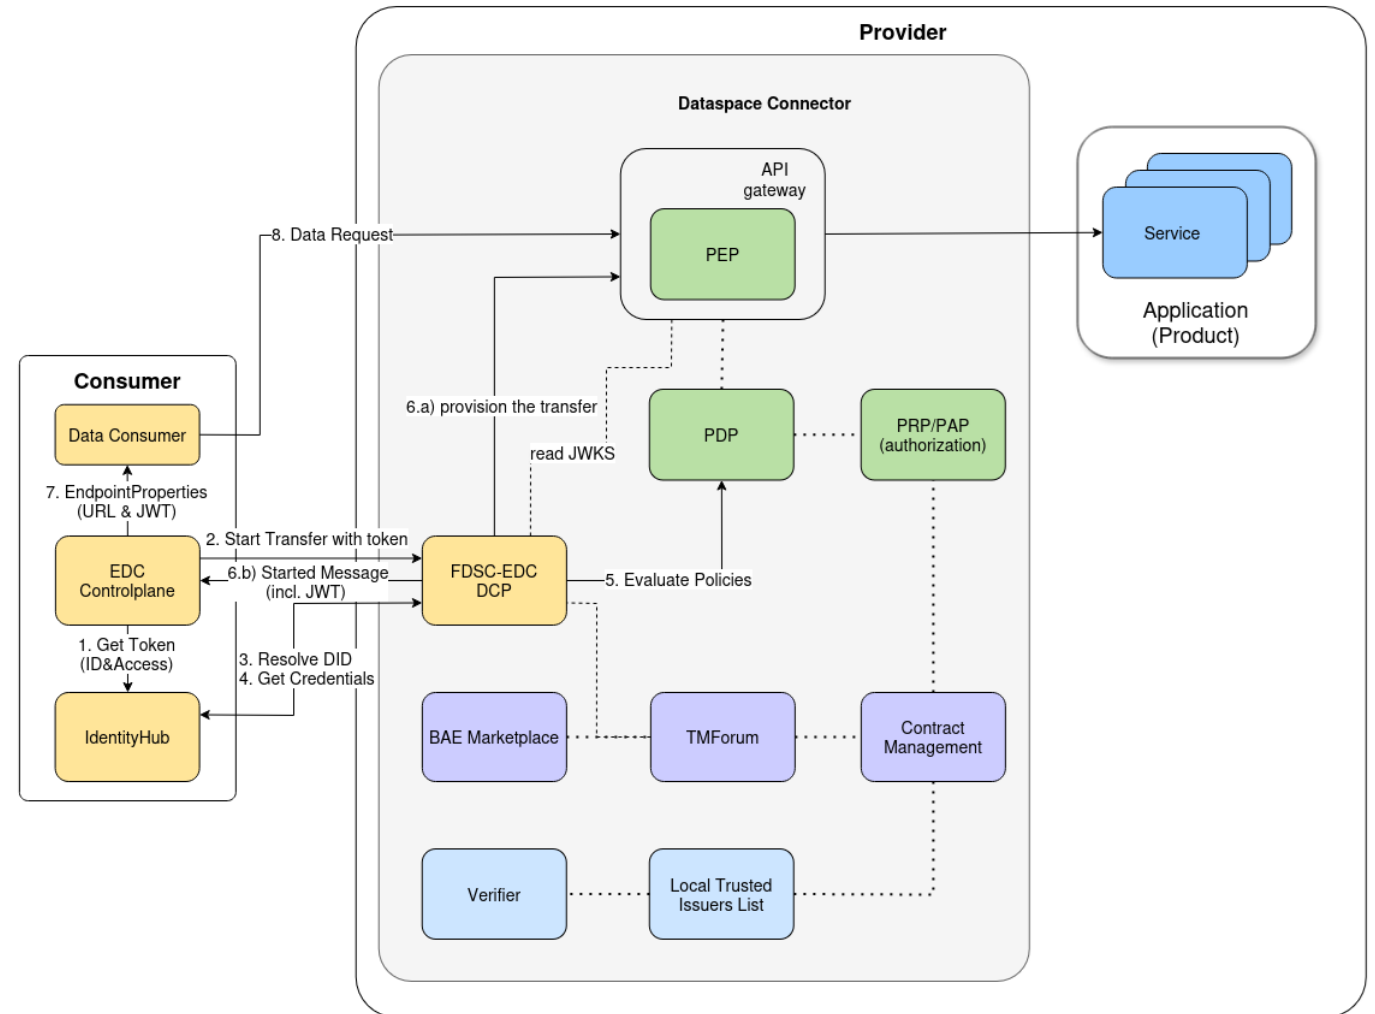 Provider
Dataspace Connector
API
gateway
PEP
Service
Application
(Product)
8. Data Request
Consumer
Data Consumer
6.a) provision the transfer
read JWKS
PDP
PRP/PAP
(authorization)
7. EndpointProperties
(URL & JWT)
2. Start Transfer with token
EDC
Controlplane
6.b) Started Message
(incl. JWT)
FDSC-EDC
DCP
5. Evaluate Policies
1. Get Token
(ID&Access)
3. Resolve DID
4. Get Credentials
IdentityHub
BAE Marketplace
TMForum
Contract
Management
Verifier
Local Trusted
Issuers List